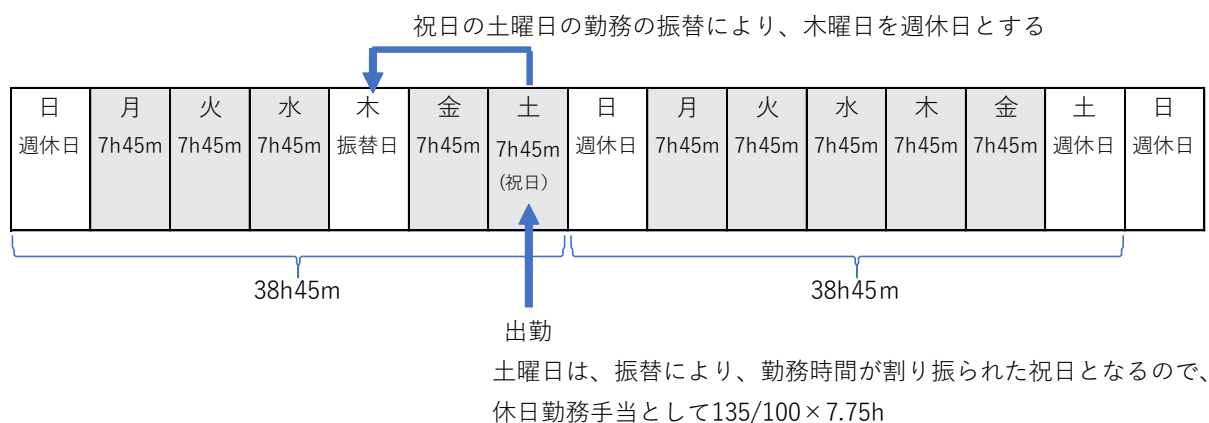 祝日の土曜日の勤務の振替により、木曜日を週休日とする
日 月 火 水 木 金 土 日 月 火 水 木 金 土 日
週休日 7h45m 7h45m 7h45m 振替日 7h45m 7h45m 週休日 7h45m 7h45m 7h45m 7h45m 7h45m 週休日 週休日
(祝日)
38h45m 38h45m
出勤
土曜日は、振替により、勤務時間が割り振られた祝日となるので、
休日勤務手当として135/100×7.75h